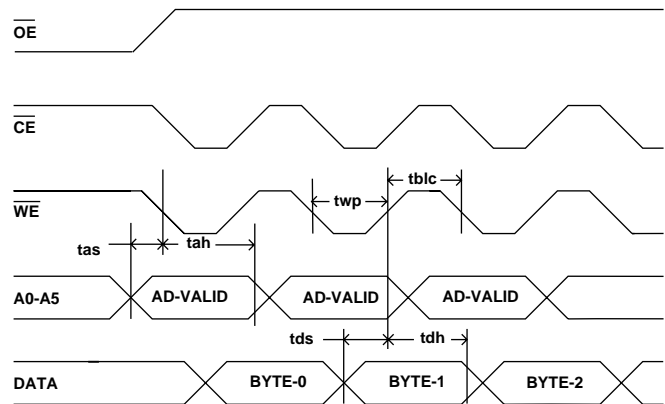 OE
CE
tblc
twp
WE
tas
tah
A0-A5
AD-VALID
AD-VALID
AD-VALID
tds
tdh
DATA
BYTE-0
BYTE-1
BYTE-2